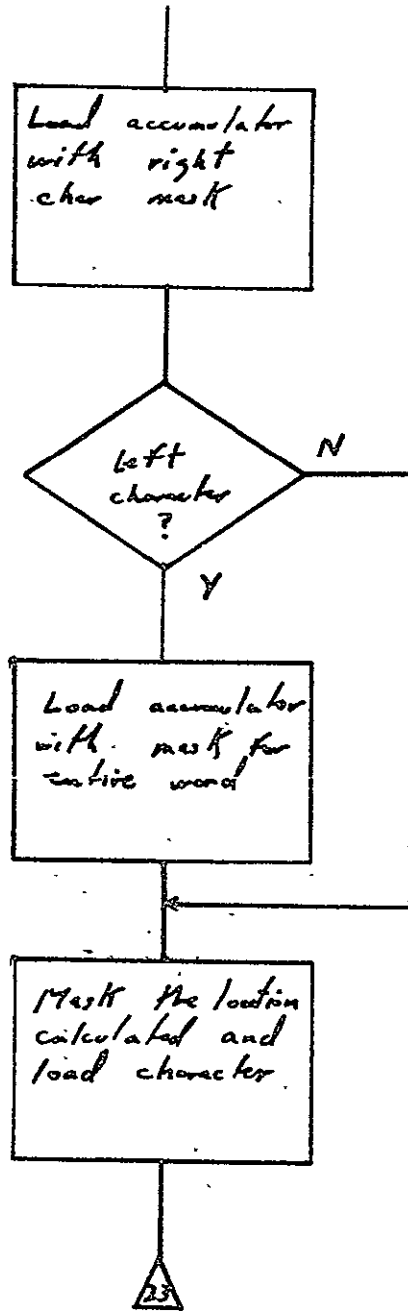 Load accumulator
with right
char mask
Left
character
?
N
Y
Load accumulator
with mask for
entire word
Mask the location
calculated and
load character
23